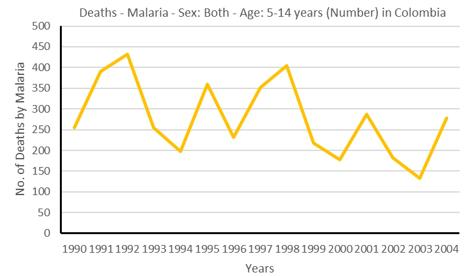 Deaths - Malaria - Sex: Both - Age: 5-14 years (Number) in Colombia
500
450
400
350
300
250
200
150
100
50
0
No. of Deaths by Malaria
1990 1991 1992 1993 1994 1995 1996 1997 1998 1999 2000 2001 2002 2003 2004
Years